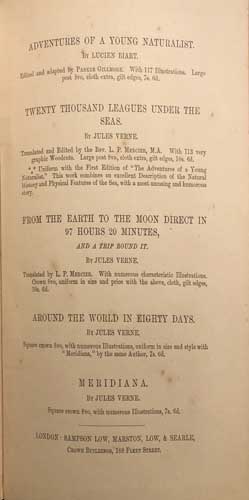 ADVENTURES OF A YOUNG NATURALIST.
BY LUCIEN BIART.
Edited and adapted by PARKER GILLMORE. With 117 Illustrations. Large
post 8vo, cloth extra, gilt edges, 7s. 6d.
TWENTY THOUSAND LEAGUES UNDER THE
SEAS.
BY JULES VERNE.
Translated and Edited by the REV. L. P. MERCIER, M.A. With 113 very
graphic Woodcuts. Large post 8vo, cloth extra, gilt edges, 10s. 6d.
*** Uniform with the First Edition of "The Adventures of a Young
Naturalist." This work combines an excellent Description of the Natural
History and Physical Features of the Sea, with a most amusing and humorous
story.
FROM THE EARTH TO THE MOON DIRECT IN
97 HOURS 20 MINUTES,
AND A TRIP ROUND IT.
BY JULES VERNE.
Translated by L. P. MERCIER. With numerous characteristic Illustrations.
Crown 8vo, uniform in size and price with the above, cloth, gilt edges,
10s. 6d.
AROUND THE WORLD IN EIGHTY DAYS.
BY JULES VERNE.
Square crown 8vo, with numerous Illustrations, uniform in size and style with
"Meridiana," by the same Author, 7s. 6d.
MERIDIANA.
BY JULES VERNE.
Square crown 8vo, with numerous Illustrations, 7s. 6d.
LONDON: SAMPSON LOW, MARSTON, LOW, & SEARLE,
CROWN BUILDINGS, 188 FLEET STREET.